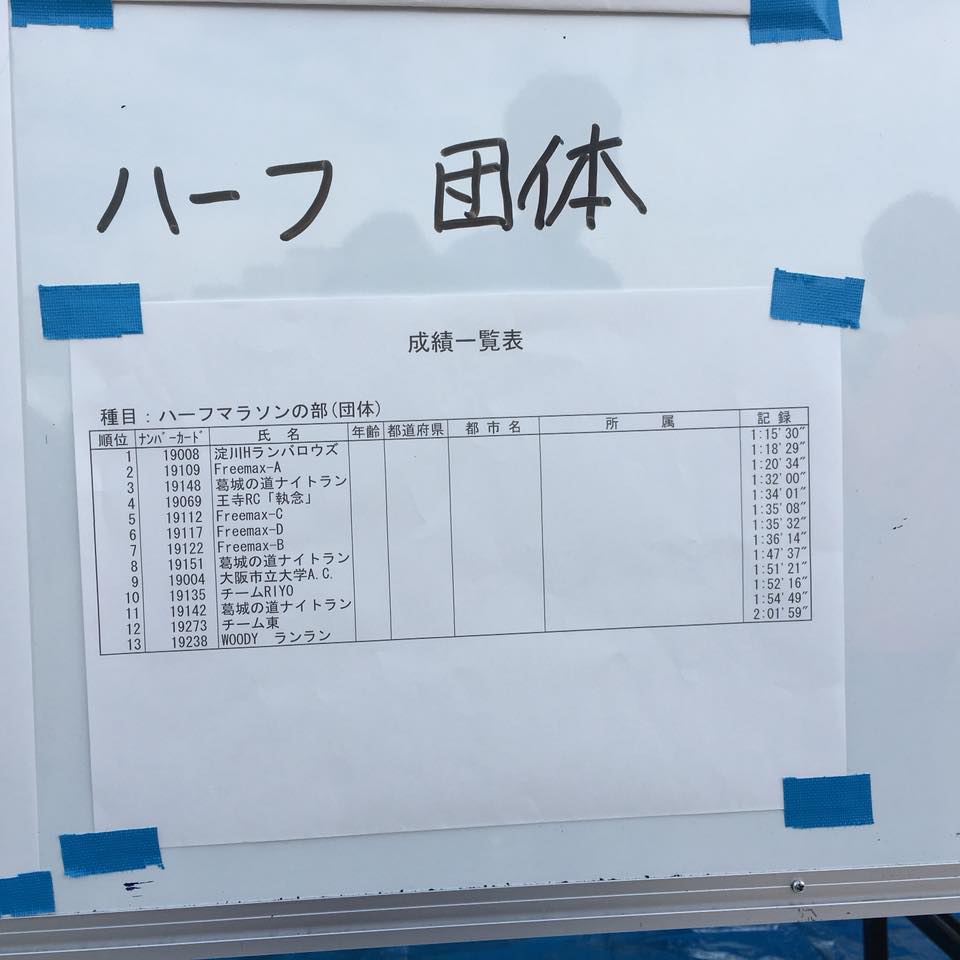 ハーフ 団体
成績一覧表
種目：ハーフマラソンの部(団体)
順位 ﾅﾝﾊﾞｰｶｰﾄﾞ 氏 名 年齢 都道府県 都 市 名 所 属 記 録
1 19008 淀川Hランバロウズ 1:15'30"
2 19109 Freemax-A 1:18'29"
3 19148 葛城の道ナイトラン 1:20'34"
4 19069 王寺RC「執念」 1:32'00"
5 19112 Freemax-C 1:34'01"
6 19117 Freemax-D 1:35'08"
7 19122 Freemax-B 1:35'32"
8 19151 葛城の道ナイトラン 1:36'14"
9 19004 大阪市立大学A.C. 1:47'37"
10 19135 チームRIYO 1:51'21"
11 19142 葛城の道ナイトラン 1:52'16"
12 19273 チーム東 1:54'49"
13 19238 WOODY ランラン 2:01'59"